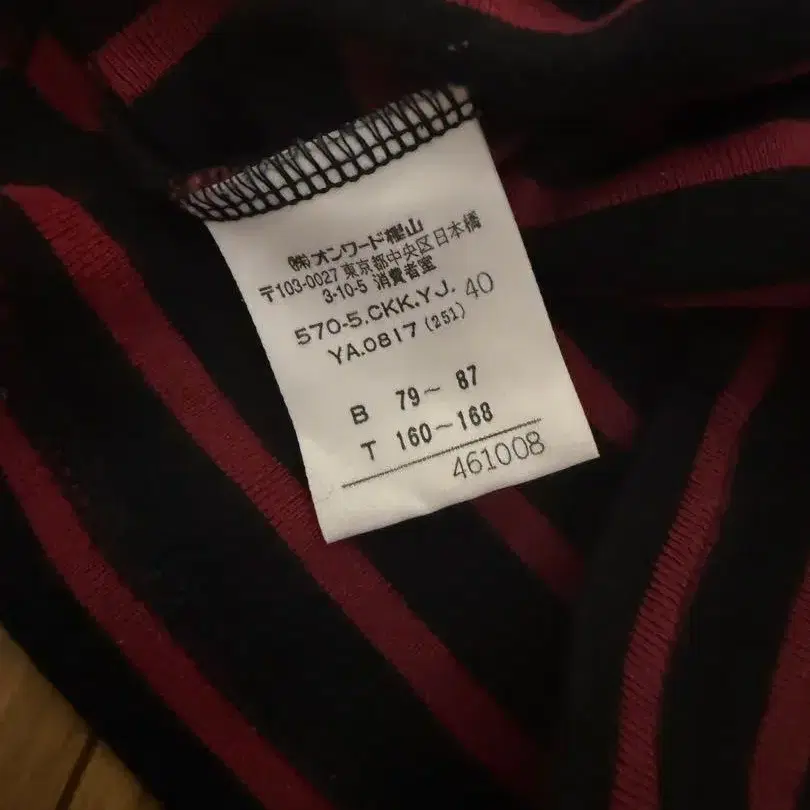 ㈱オンワード樫山
〒103-0027 東京都中央区日本橋
3-10-5 消費者室
570-5.CKK.YJ. 40
YA.0817 (251)
B 79～ 87
T 160～168
461008